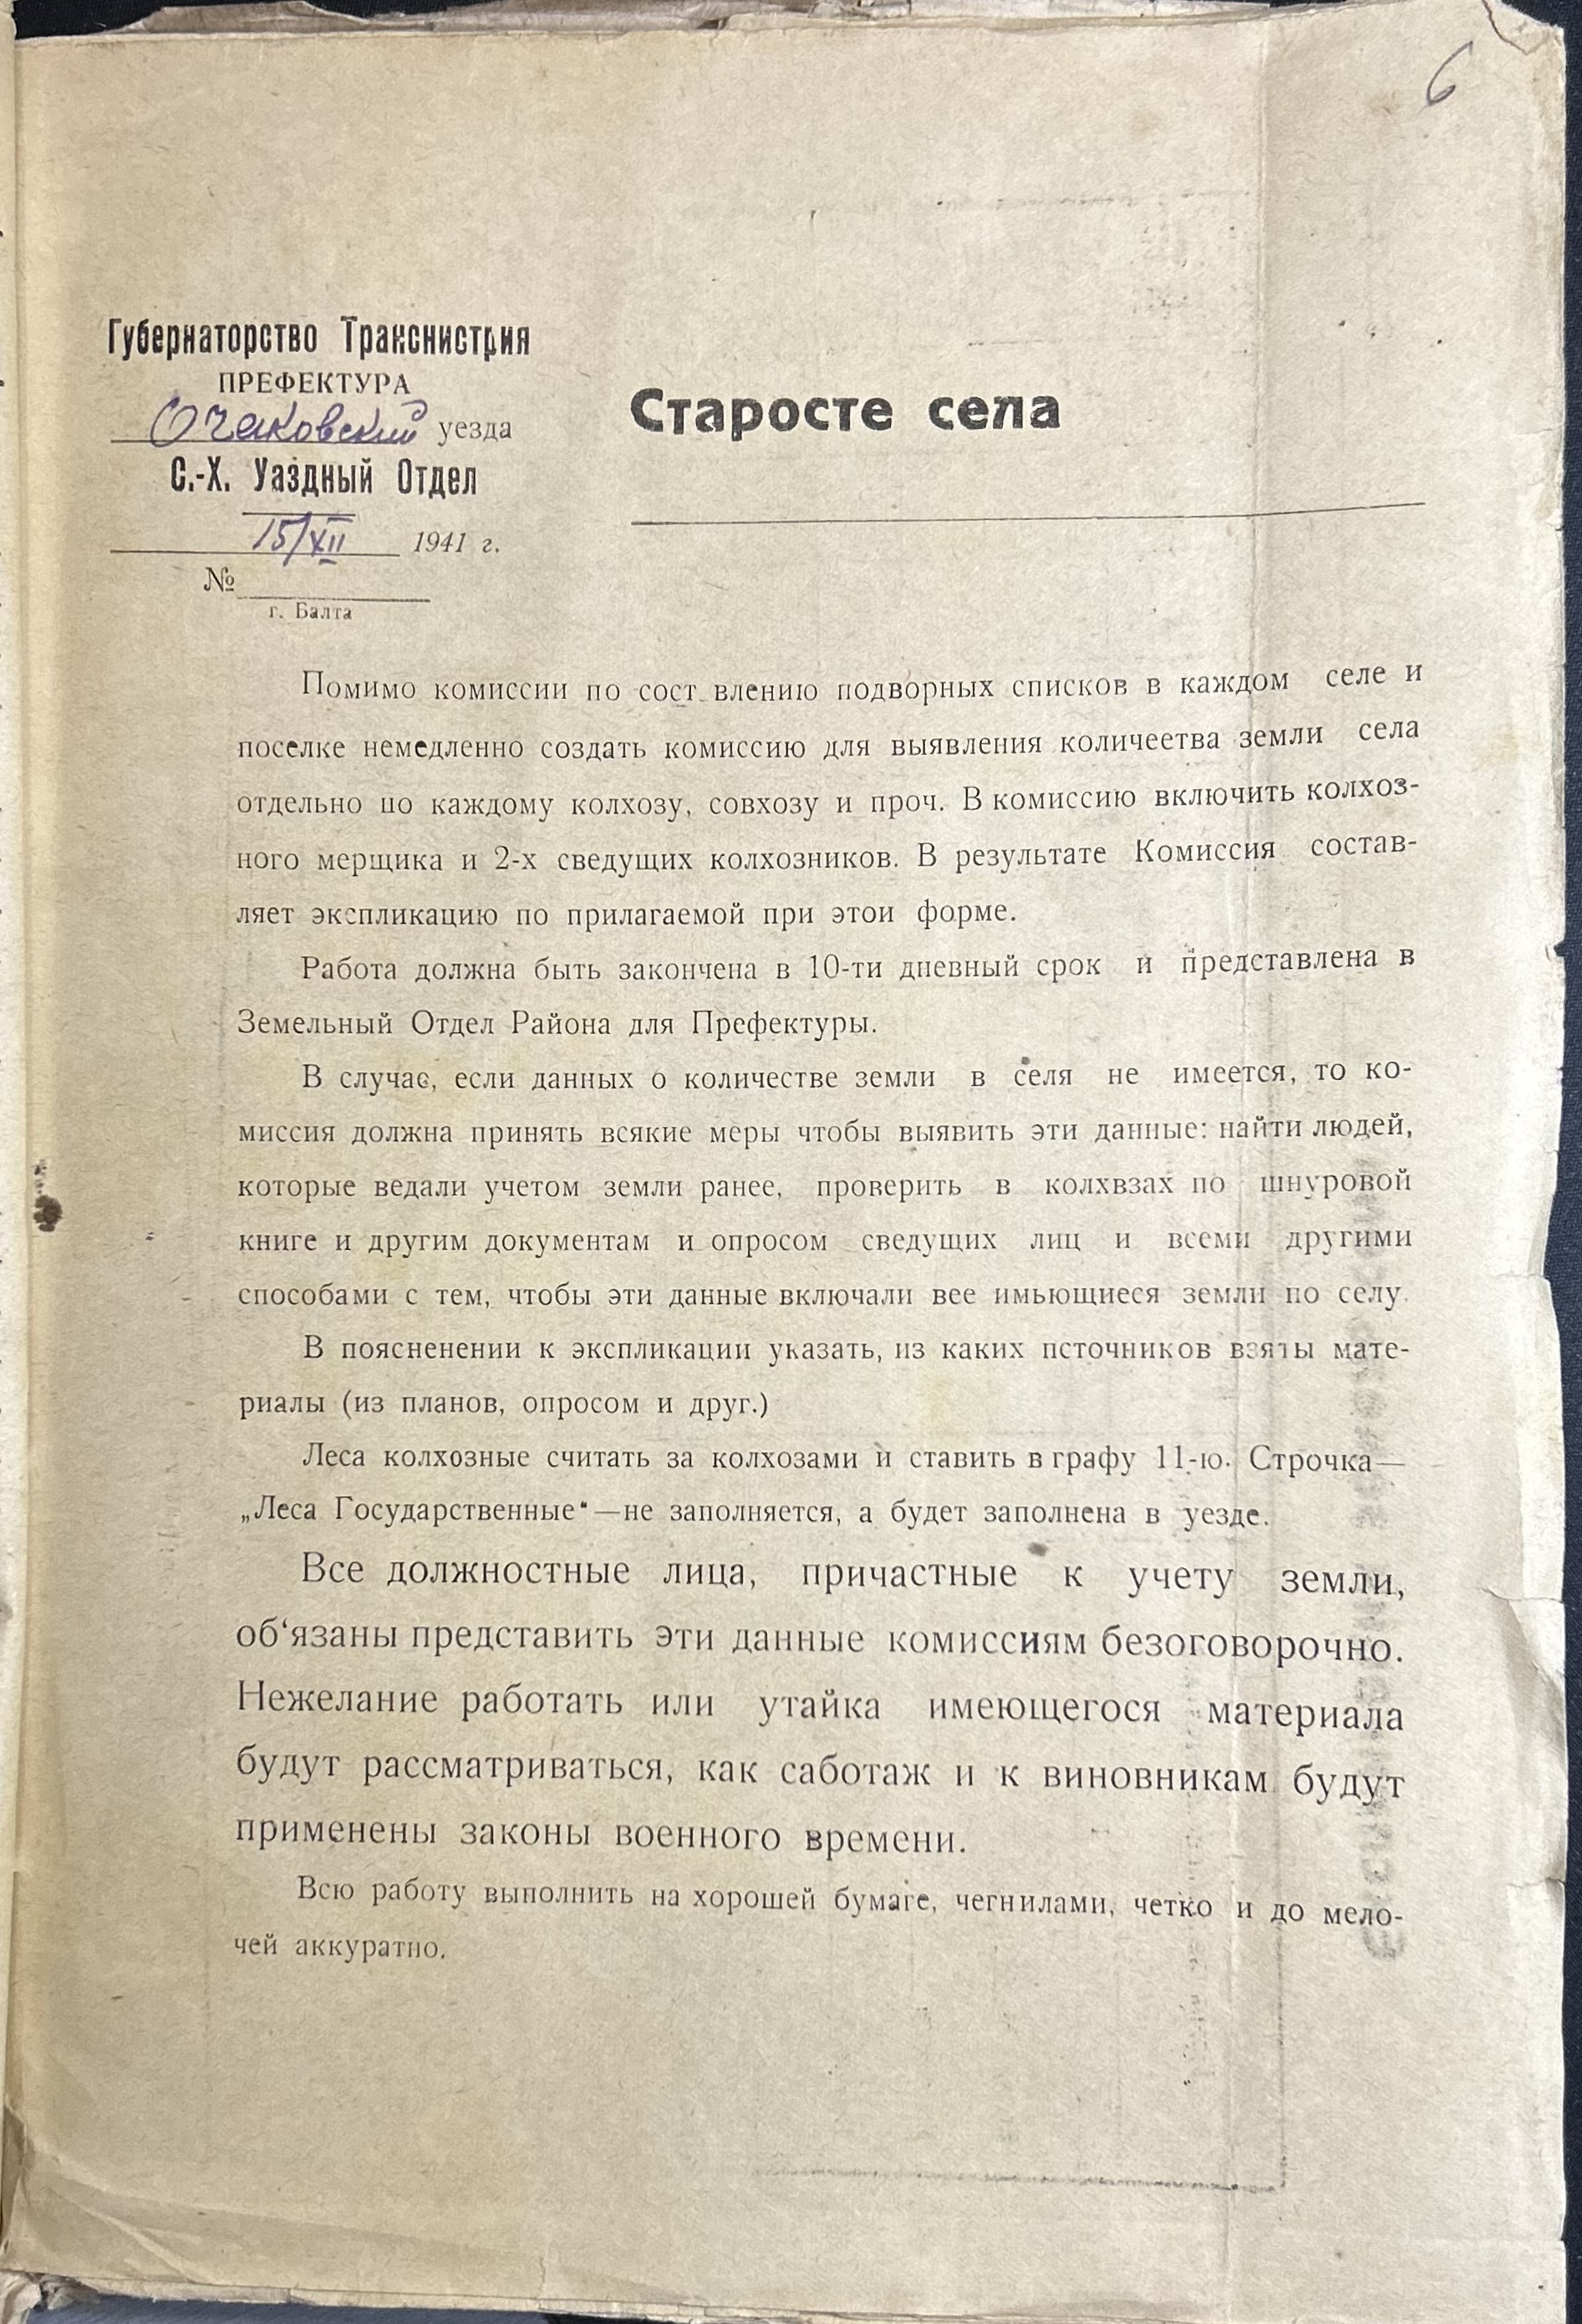 6
Губернаторство Транснистрия
ПРЕФЕКТУРА
Очаковский уезда
С.-Х. Уаздный Отдел
15/XII 1941 г.
№
г. Балта
Старосте села
Помимо комиссии по сост влению подворных списков в каждом селе и
поселке немедленно создать комиссию для выявления количеетва земли села
отдельно по каждому колхозу, совхозу и проч. В комиссию включить колхоз-
ного мерщика и 2-х сведущих колхозников. В результате Комиссия состав-
ляет экспликацию по прилагаемой при этои форме.
Работа должна быть закончена в 10-ти дневный срок и представлена в
Земельный Отдел Района для Префектуры.
В случае, если данных о количестве земли в селя не имеется, то ко-
миссия должна принять всякие меры чтобы выявить эти данные: найти людей,
которые ведали учетом земли ранее, проверить в колхвзах по шнуровой
книге и другим документам и опросом сведущих лиц и всеми другими
способами с тем, чтобы эти данные включали вее имьющиеся земли по селу.
В поясненении к экспликации указать, из каких псточников взяты мате-
риалы (из планов, опросом и друг.)
Леса колхозные считать за колхозами и ставить в графу 11-ю. Строчка—
„Леса Государственные“—не заполняется, а будет заполнена в уезде.
Все должностные лица, причастные к учету земли,
об‘язаны представить эти данные комиссиям безоговорочно.
Нежелание работать или утайка имеющегося материала
будут рассматриваться, как саботаж и к виновникам будут
применены законы военного времени.
Всю работу выполнить на хорошей бумаге, чегнилами, четко и до мело-
чей аккуратно.